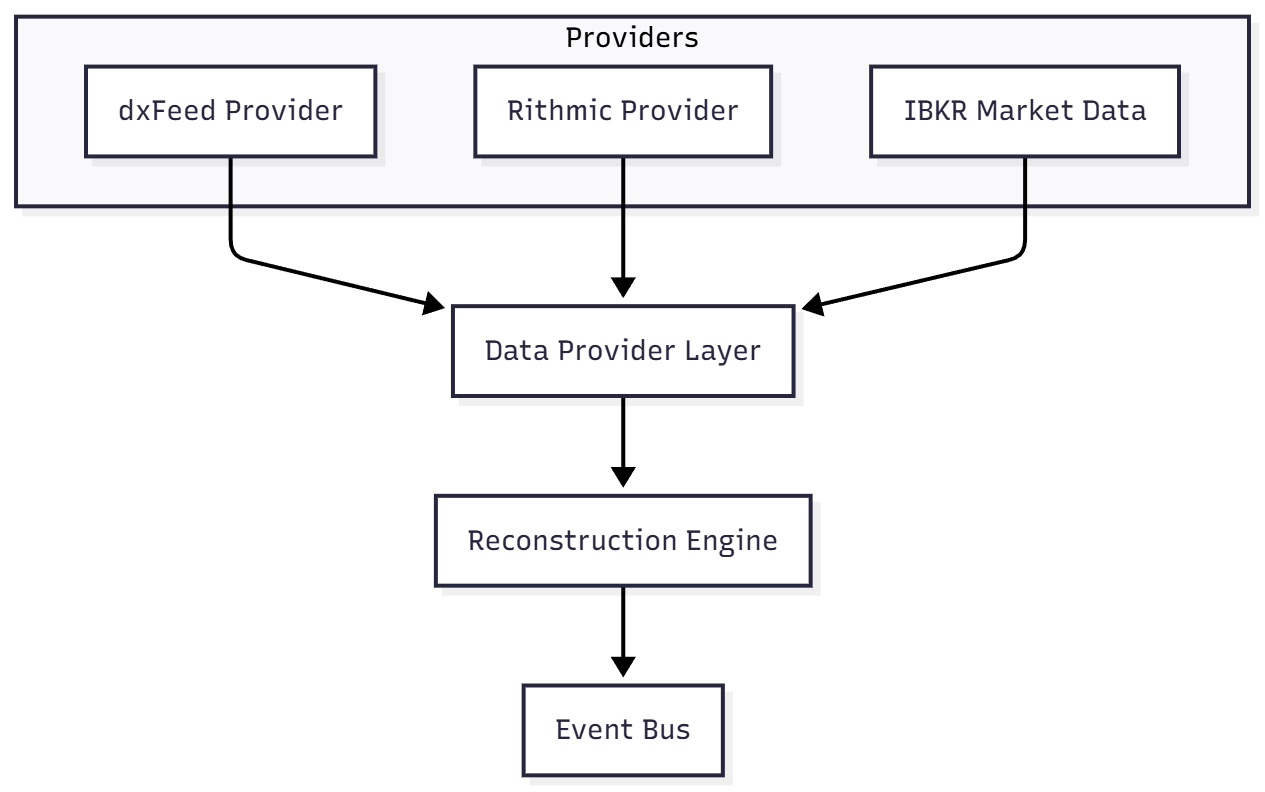 Providers
dxFeed Provider
Rithmic Provider
IBKR Market Data
Data Provider Layer
Reconstruction Engine
Event Bus